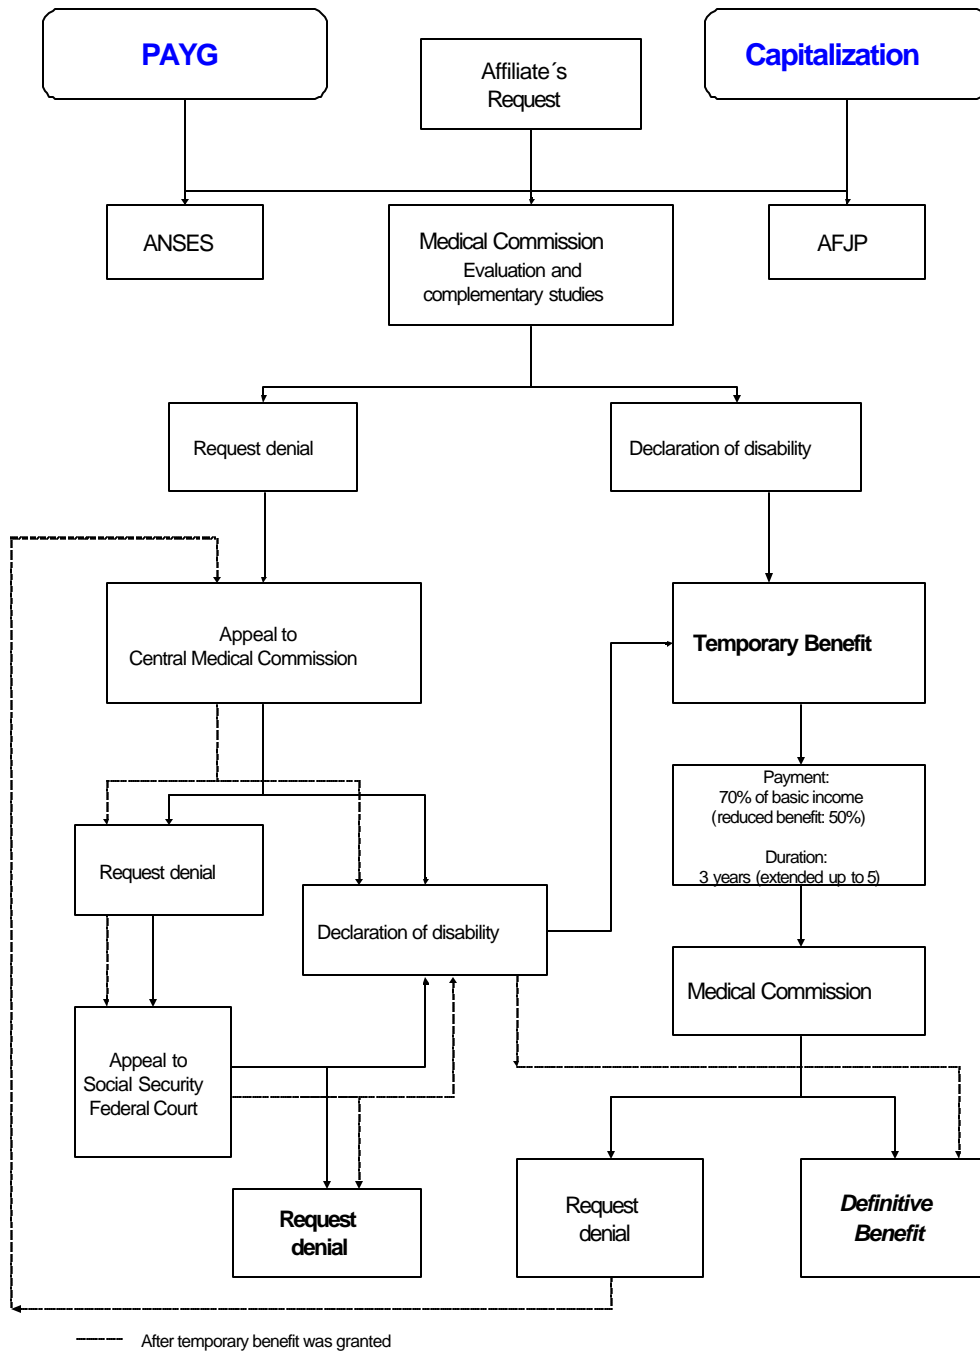 PAYG
Affiliate´s
Request
Capitalization
ANSES
Medical Commission
Evaluation and
complementary studies
AFJP
Request denial
Declaration of disability
Appeal to
Central Medical Commission
Temporary Benefit
Payment:
70% of basic income
(reduced benefit: 50%)
Duration:
3 years (extended up to 5)
Request denial
Declaration of disability
Medical Commission
Appeal to
Social Security
Federal Court
Request
denial
Request
denial
Definitive
Benefit
After temporary benefit was granted